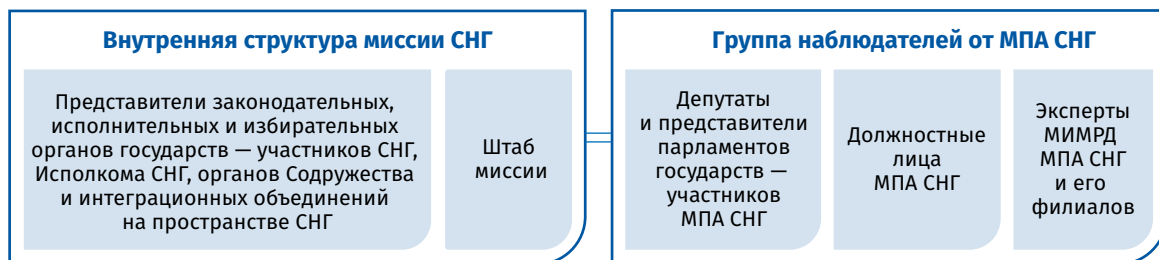 Внутренняя структура миссии СНГ
Представители законодательных,
исполнительных и избирательных
органов государств — участников СНГ,
Исполкома СНГ, органов Содружества
и интеграционных объединений
на пространстве СНГ
Штаб
миссии
Группа наблюдателей от МПА СНГ
Депутаты
и представители
парламентов
государств —
участников
МПА СНГ
Должностные
лица
МПА СНГ
Эксперты
МИМРД
МПА СНГ
и его
филиалов